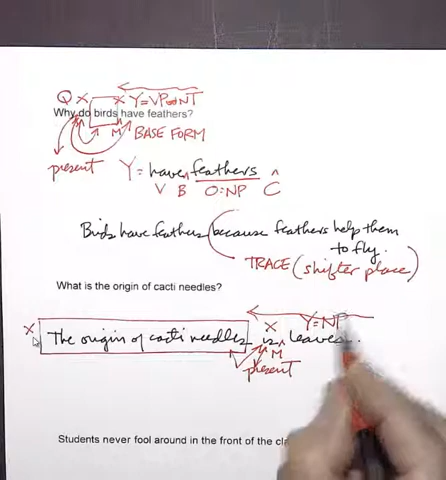 Q X X Y=VP NT
Why do birds have feathers?
M BASE FORM
present
Y = have feathers ^
V B O:NP C
Birds have feathers (because feathers help them
to fly.
TRACE (shifter place)
What is the origin of cacti needles?
X X Y=NP
The origin of cacti needles is leaves.
M
present
Students never fool around in the front of the cla